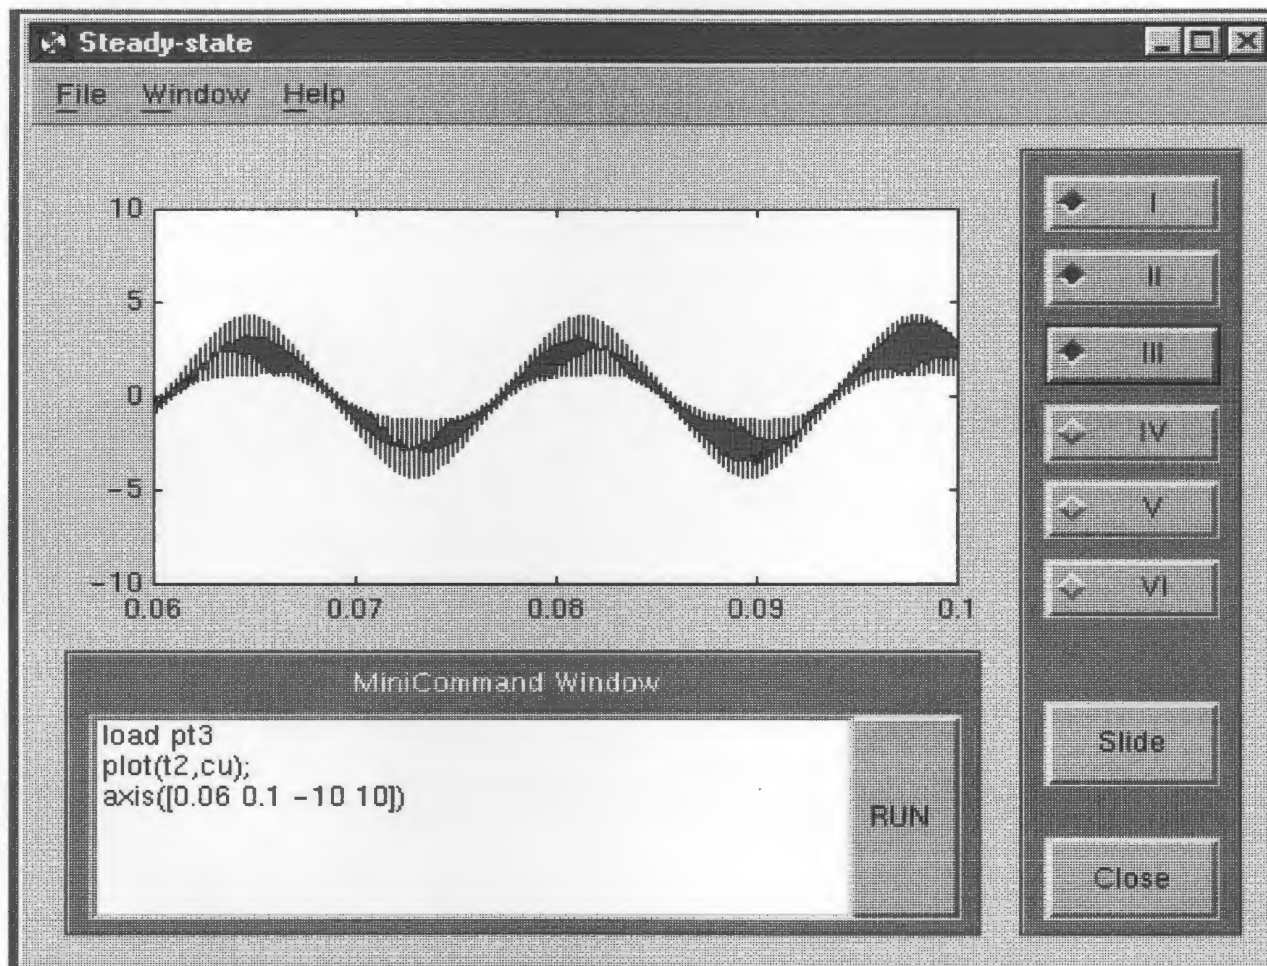 Steady-state
File Window Help
10
5
0
-5
-10
0.06 0.07 0.08 0.09 0.1
I
II
III
IV
V
VI
MiniCommand Window
load pt3
plot(t2,cu);
axis([0.06 0.1 -10 10])
RUN
Slide
Close